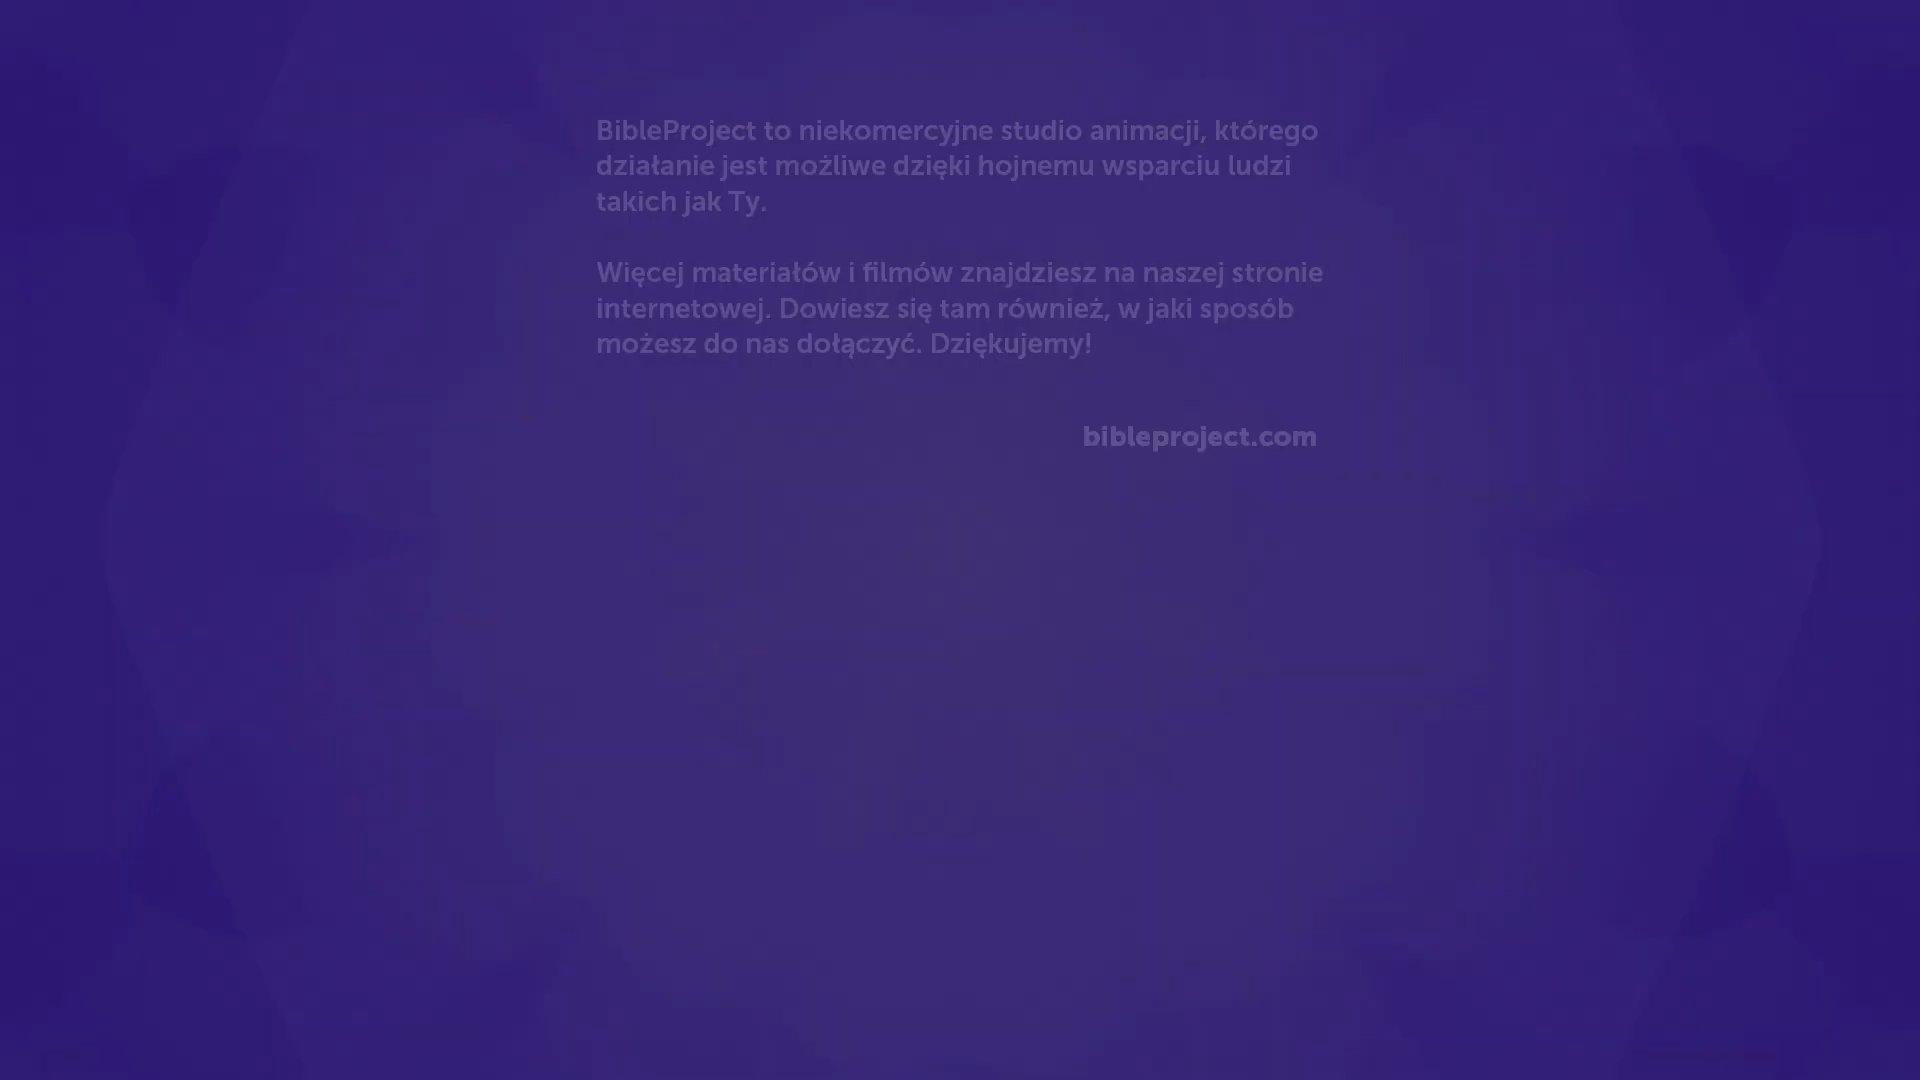 BibleProject to niekomercyjne studio animacji, którego
działanie jest możliwe dzięki hojnemu wsparciu ludzi
takich jak Ty.
Więcej materiałów i filmów znajdziesz na naszej stronie
internetowej. Dowiesz się tam również, w jaki sposób
możesz do nas dołączyć. Dziękujemy!
bibleproject.com